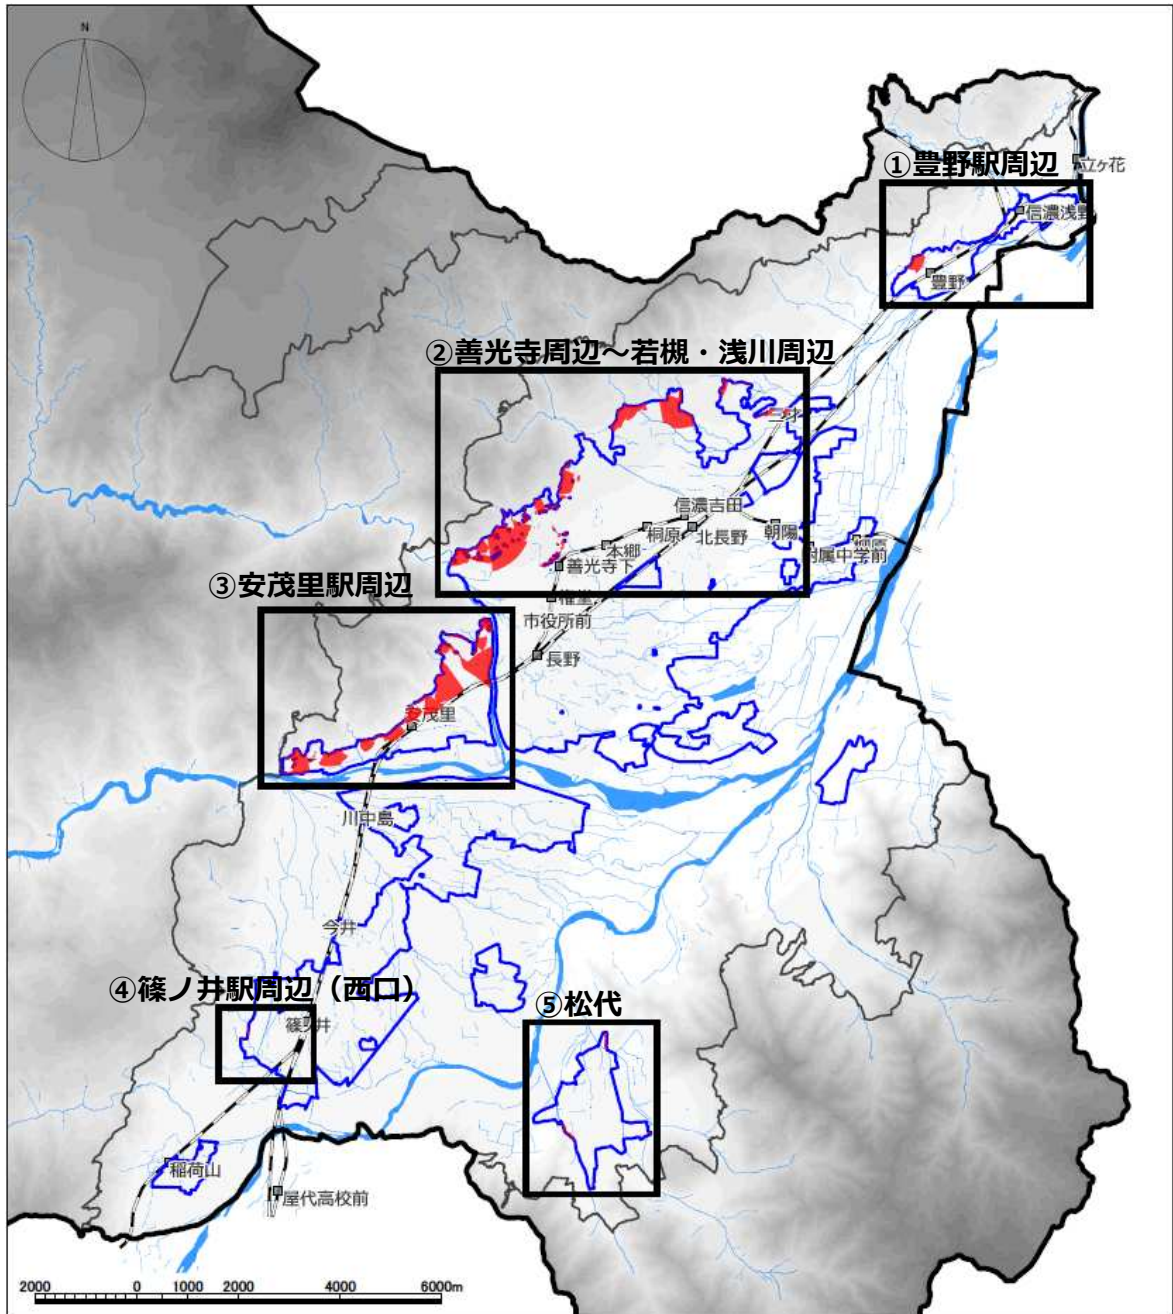 N
①豊野駅周辺
立ヶ花
信濃浅野
豊野
②善光寺周辺～若槻・浅川周辺
三才
信濃吉田
桐原
北長野
朝陽
柳原
附属中学前
本郷
善光寺下
権堂
③安茂里駅周辺
市役所前
長野
安茂里
川中島
今井
④篠ノ井駅周辺（西口）
篠ノ井
⑤松代
稲荷山
屋代高校前
2000 0 1000 2000 4000 6000m